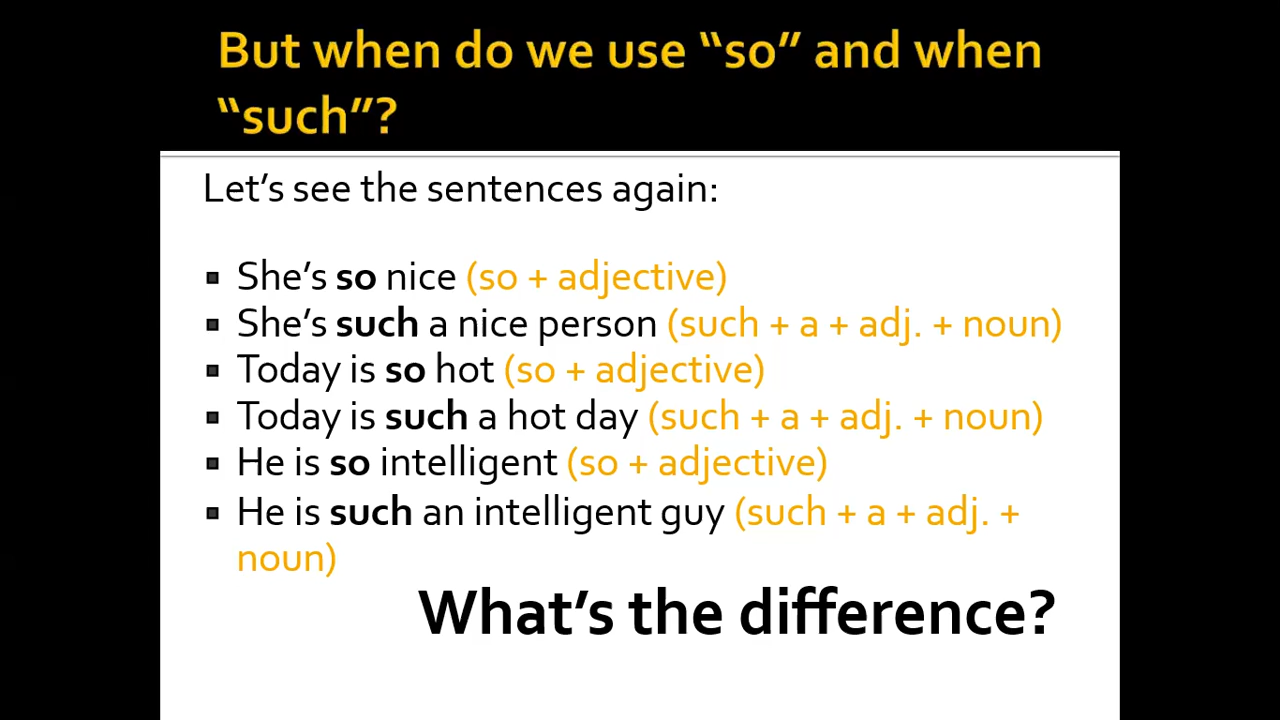 But when do we use “so” and when
“such”?
Let’s see the sentences again:
▪ She’s so nice (so + adjective)
▪ She’s such a nice person (such + a + adj. + noun)
▪ Today is so hot (so + adjective)
▪ Today is such a hot day (such + a + adj. + noun)
▪ He is so intelligent (so + adjective)
▪ He is such an intelligent guy (such + a + adj. +
noun)
What’s the difference?